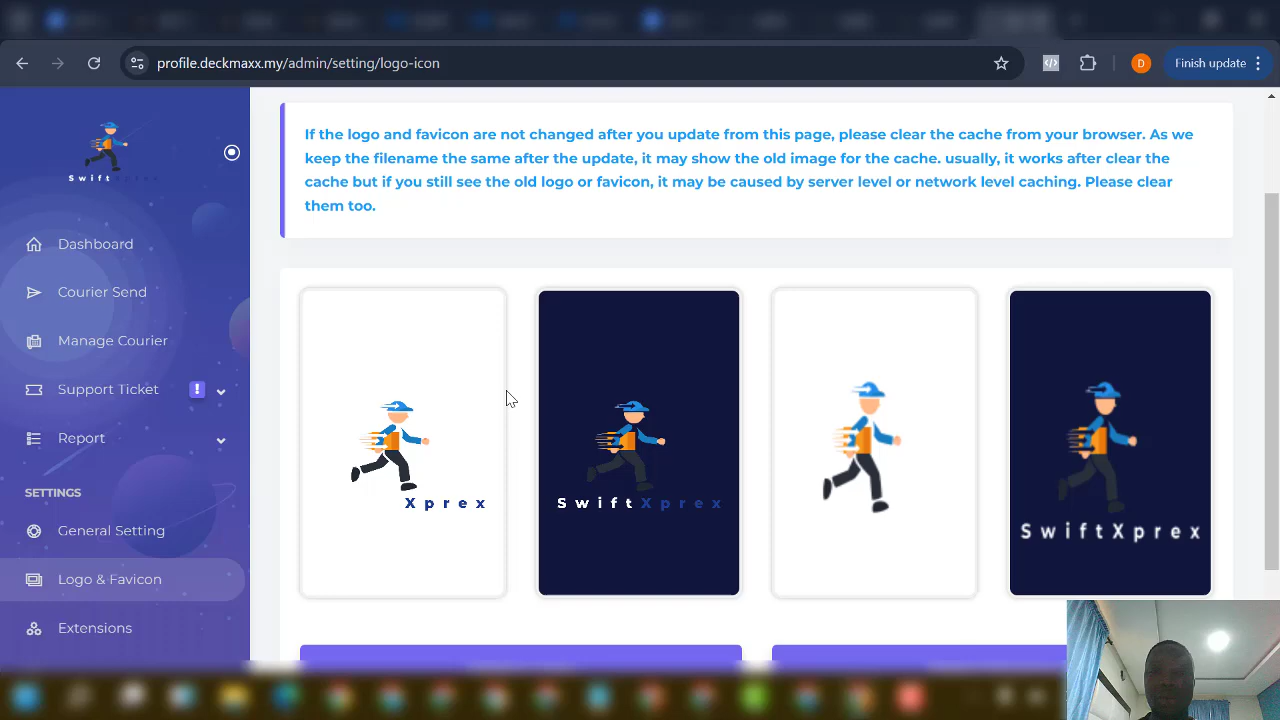 profile.deckmaxx.my/admin/setting/logo-icon
D
Finish update
SwiftXprex
If the logo and favicon are not changed after you update from this page, please clear the cache from your browser. As we
keep the filename the same after the update, it may show the old image for the cache. usually, it works after clear the
cache but if you still see the old logo or favicon, it may be caused by server level or network level caching. Please clear
them too.
Dashboard
Courier Send
Manage Courier
Support Ticket
!
Report
SETTINGS
General Setting
Logo & Favicon
Extensions
Xprex
SwiftXprex
SwiftXprex